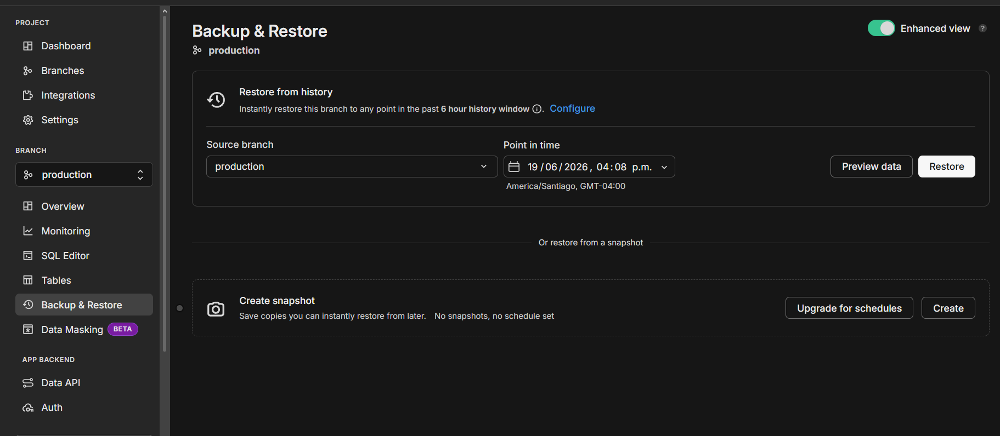 PROJECT
Dashboard
Branches
Integrations
Settings
BRANCH
production
Overview
Monitoring
SQL Editor
Tables
Backup & Restore
Data Masking BETA
APP BACKEND
Data API
Auth
Backup & Restore
production
Enhanced view ?
Restore from history
Instantly restore this branch to any point in the past 6 hour history window. Configure
Source branch
production
Point in time
19/06/2026, 04:08 p.m.
America/Santiago, GMT-04:00
Preview data
Restore
Or restore from a snapshot
Create snapshot
Save copies you can instantly restore from later. No snapshots, no schedule set
Upgrade for schedules
Create